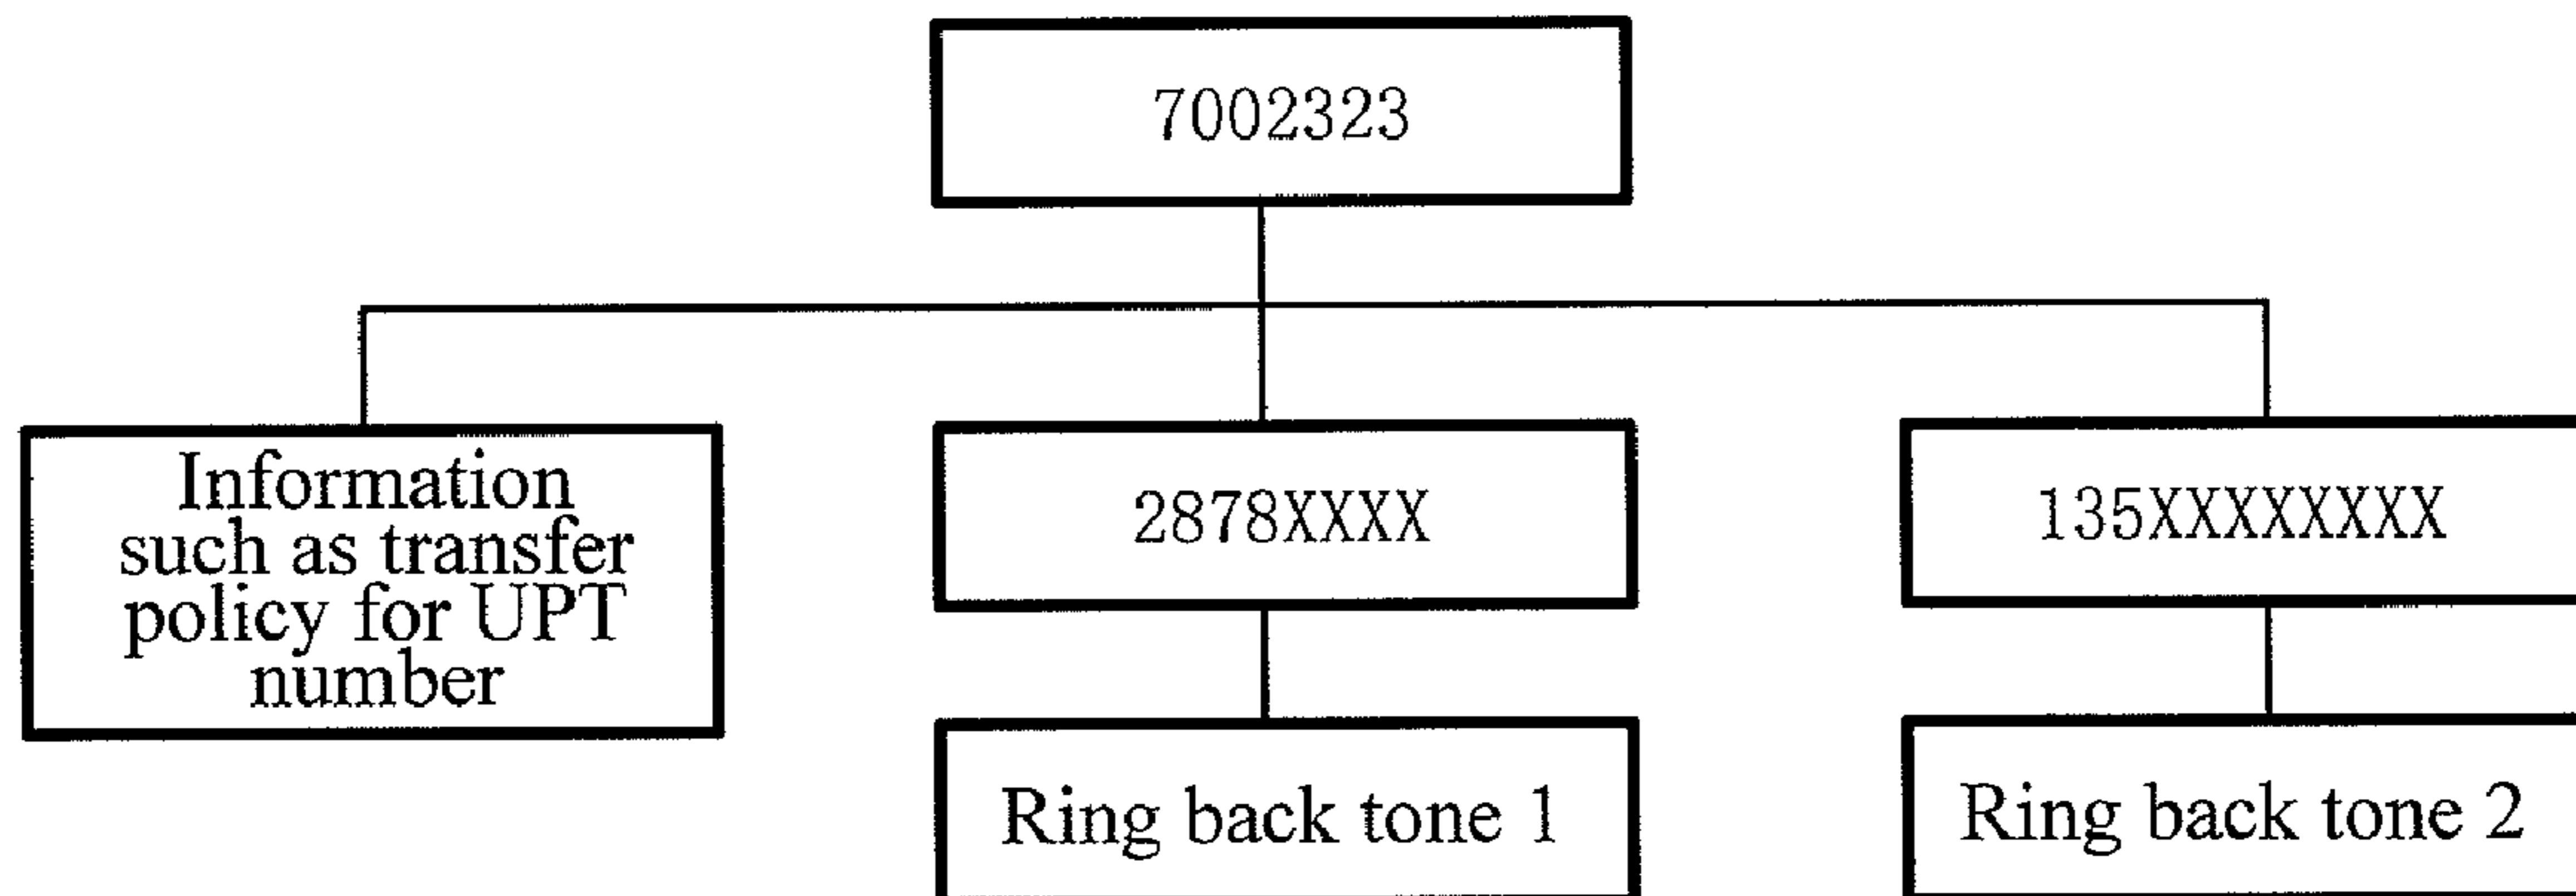 7002323
Information
such as transfer
policy for UPT
number
2878XXXX
135XXXXXXXX
Ring back tone 1
Ring back tone 2